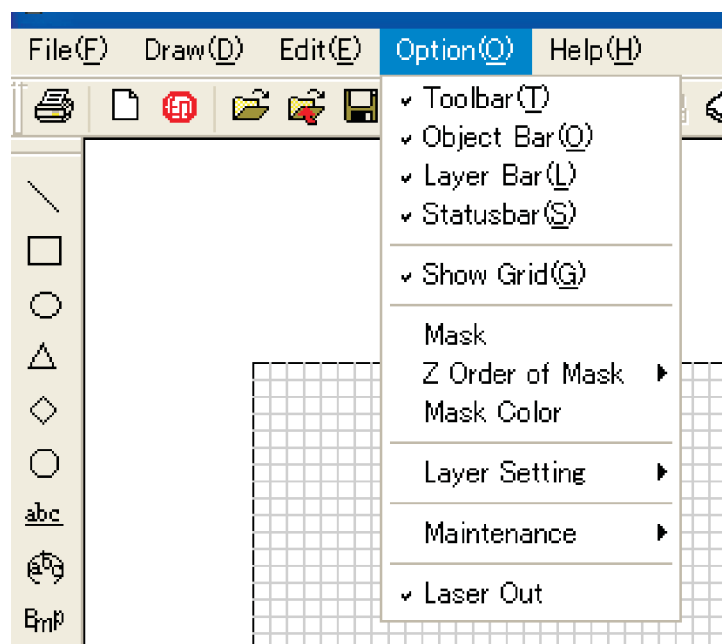 File(F) Draw(D) Edit(E) Option(O) Help(H)
Toolbar(T)
Object Bar(O)
Layer Bar(L)
Statusbar(S)
Show Grid(G)
Mask
Z Order of Mask
Mask Color
Layer Setting
Maintenance
Laser Out
abc
abc
Bmp